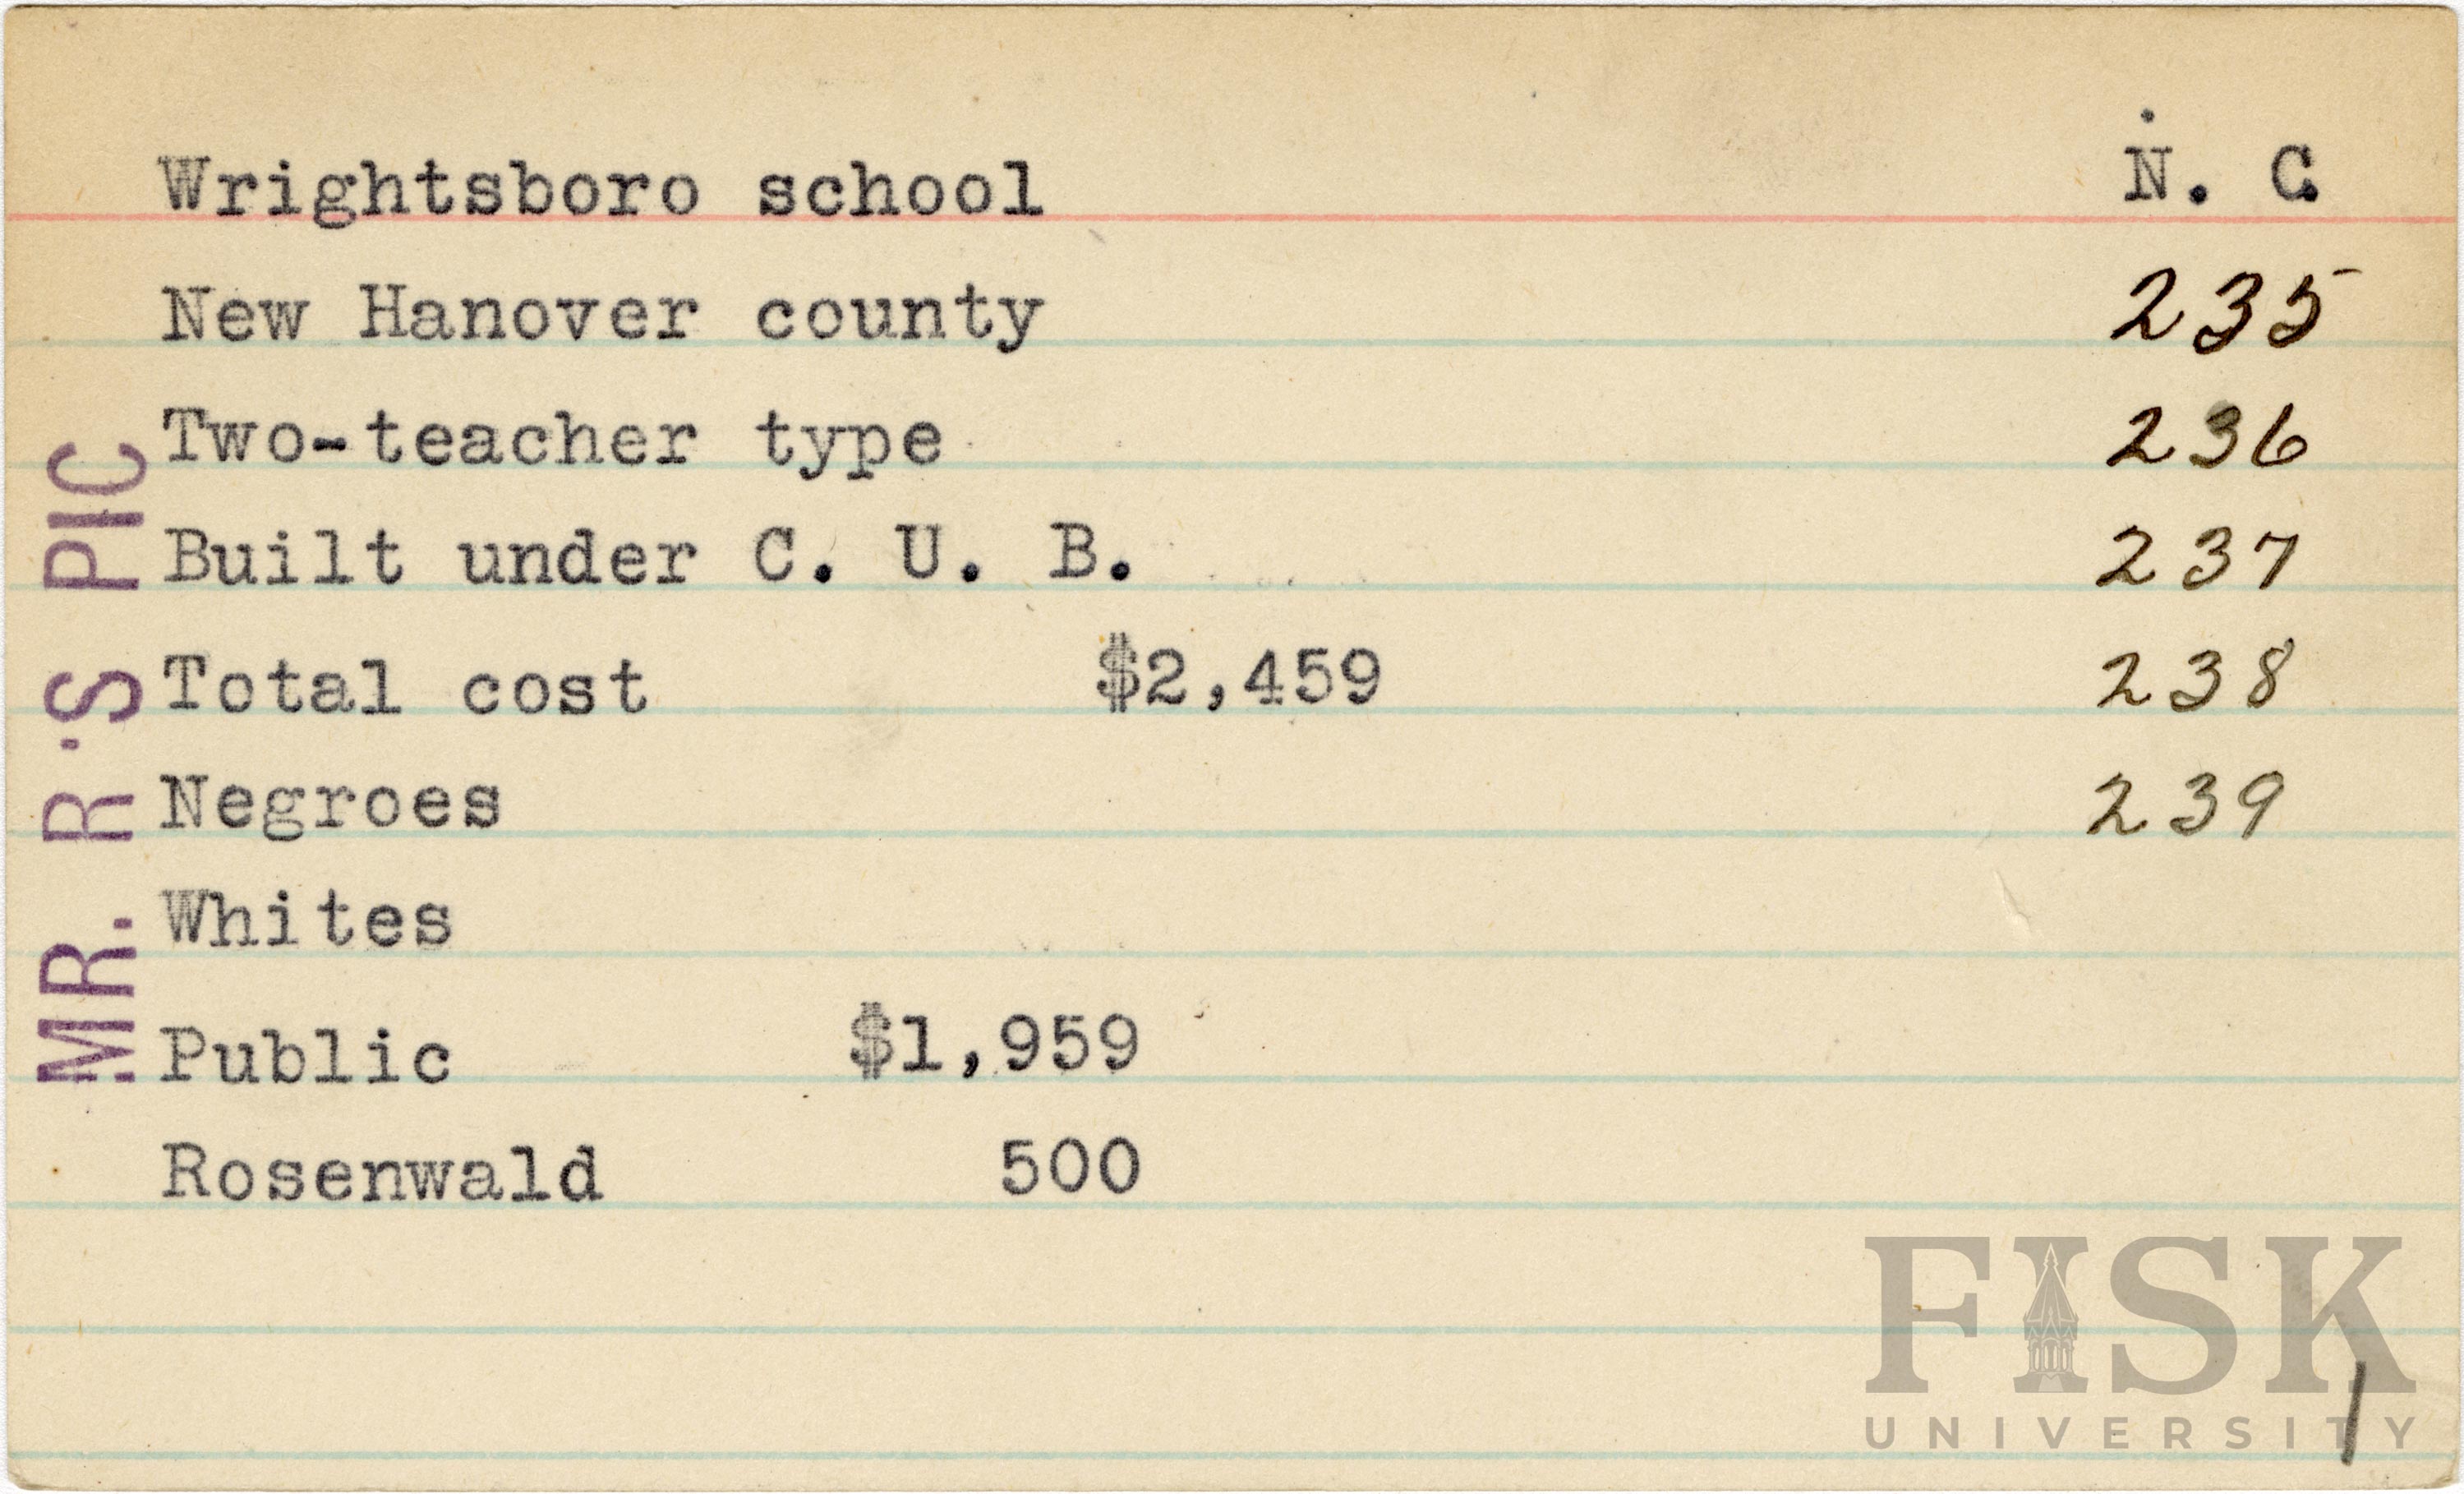 Wrightsboro school N. C.
New Hanover county 235
Two-teacher type 236
Built under C. U. B. 237
Total cost $2,459 238
Negroes 239
Whites
Public $1,959
Rosenwald 500
MR. R'S PIC
FISK
UNIVERSITY
1